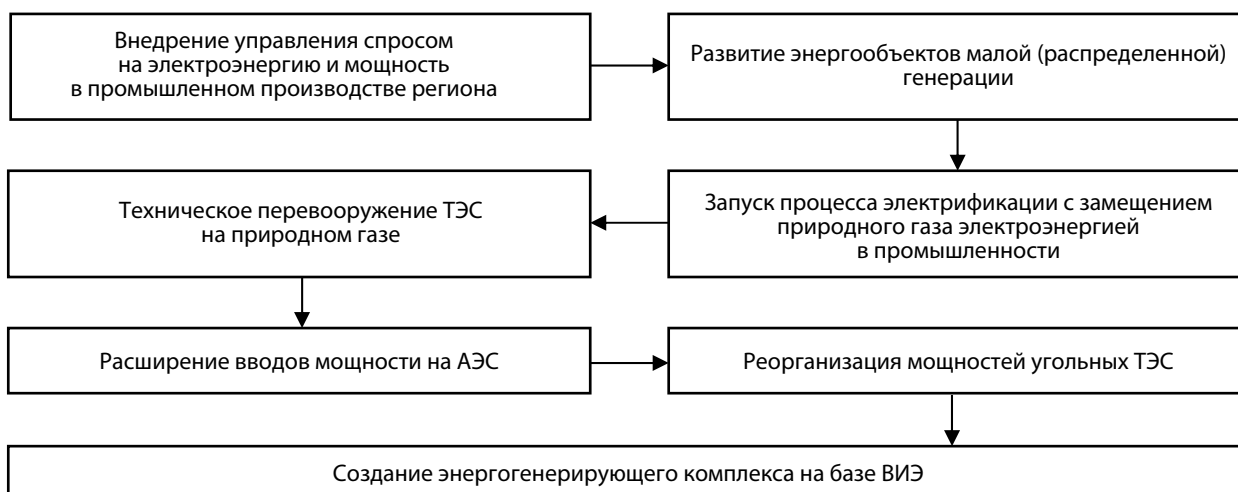 Внедрение управления спросом
на электроэнергию и мощность
в промышленном производстве региона
Развитие энергообъектов малой (распределенной)
генерации
Запуск процесса электрификации с замещением
природного газа электроэнергией
в промышленности
Техническое перевооружение ТЭС
на природном газе
Расширение вводов мощности на АЭС
Реорганизация мощностей угольных ТЭС
Создание энергогенерирующего комплекса на базе ВИЭ